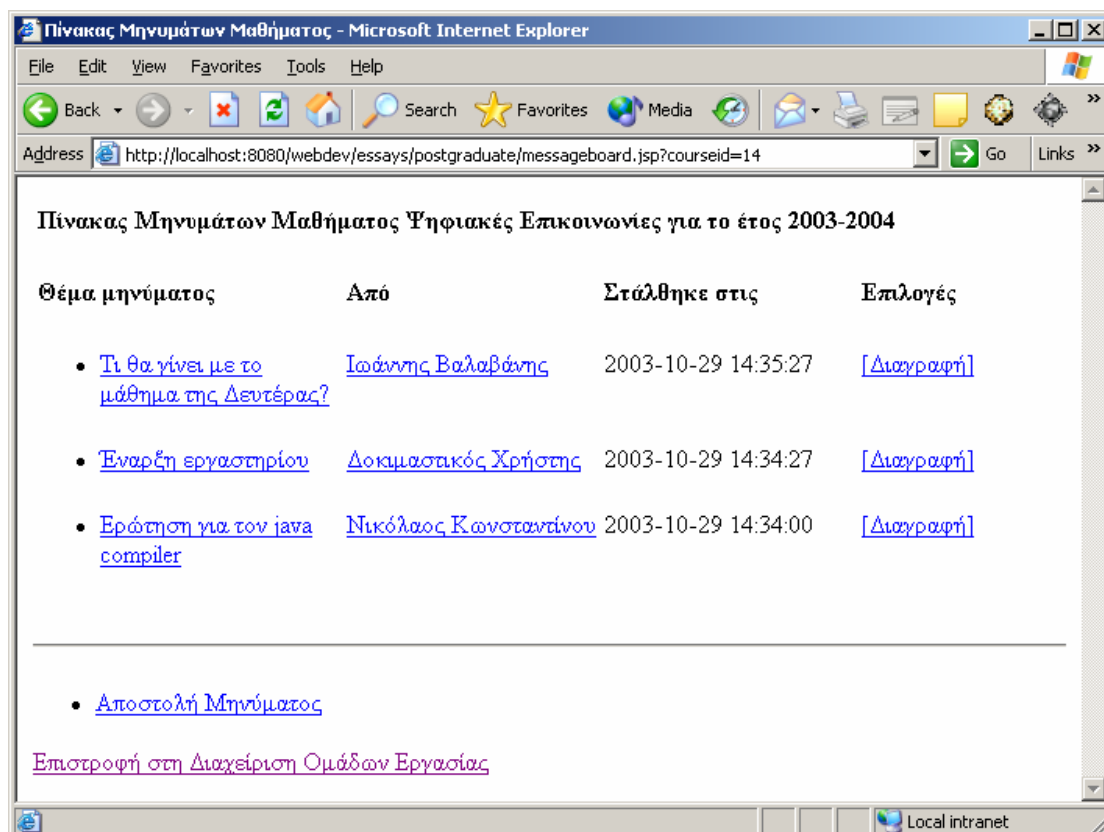 Πίνακας Μηνυμάτων Μαθήματος - Microsoft Internet Explorer
File Edit View Favorites Tools Help
Back Search Favorites Media »
Address http://localhost:8080/webdev/essays/postgraduate/messageboard.jsp?courseid=14 Go Links »
Πίνακας Μηνυμάτων Μαθήματος Ψηφιακές Επικοινωνίες για το έτος 2003-2004
Θέμα μηνύματος Από Στάλθηκε στις Επιλογές
• Τι θα γίνει με το Ιωάννης Βαλαβάνης 2003-10-29 14:35:27 [Διαγραφή]
μάθημα της Δευτέρας?
• Έναρξη εργαστηρίου Δοκιμαστικός Χρήστης 2003-10-29 14:34:27 [Διαγραφή]
• Ερώτηση για τον java Νικόλαος Κωνσταντίνου 2003-10-29 14:34:00 [Διαγραφή]
compiler
• Αποστολή Μηνύματος
Επιστροφή στη Διαχείριση Ομάδων Εργασίας
Local intranet